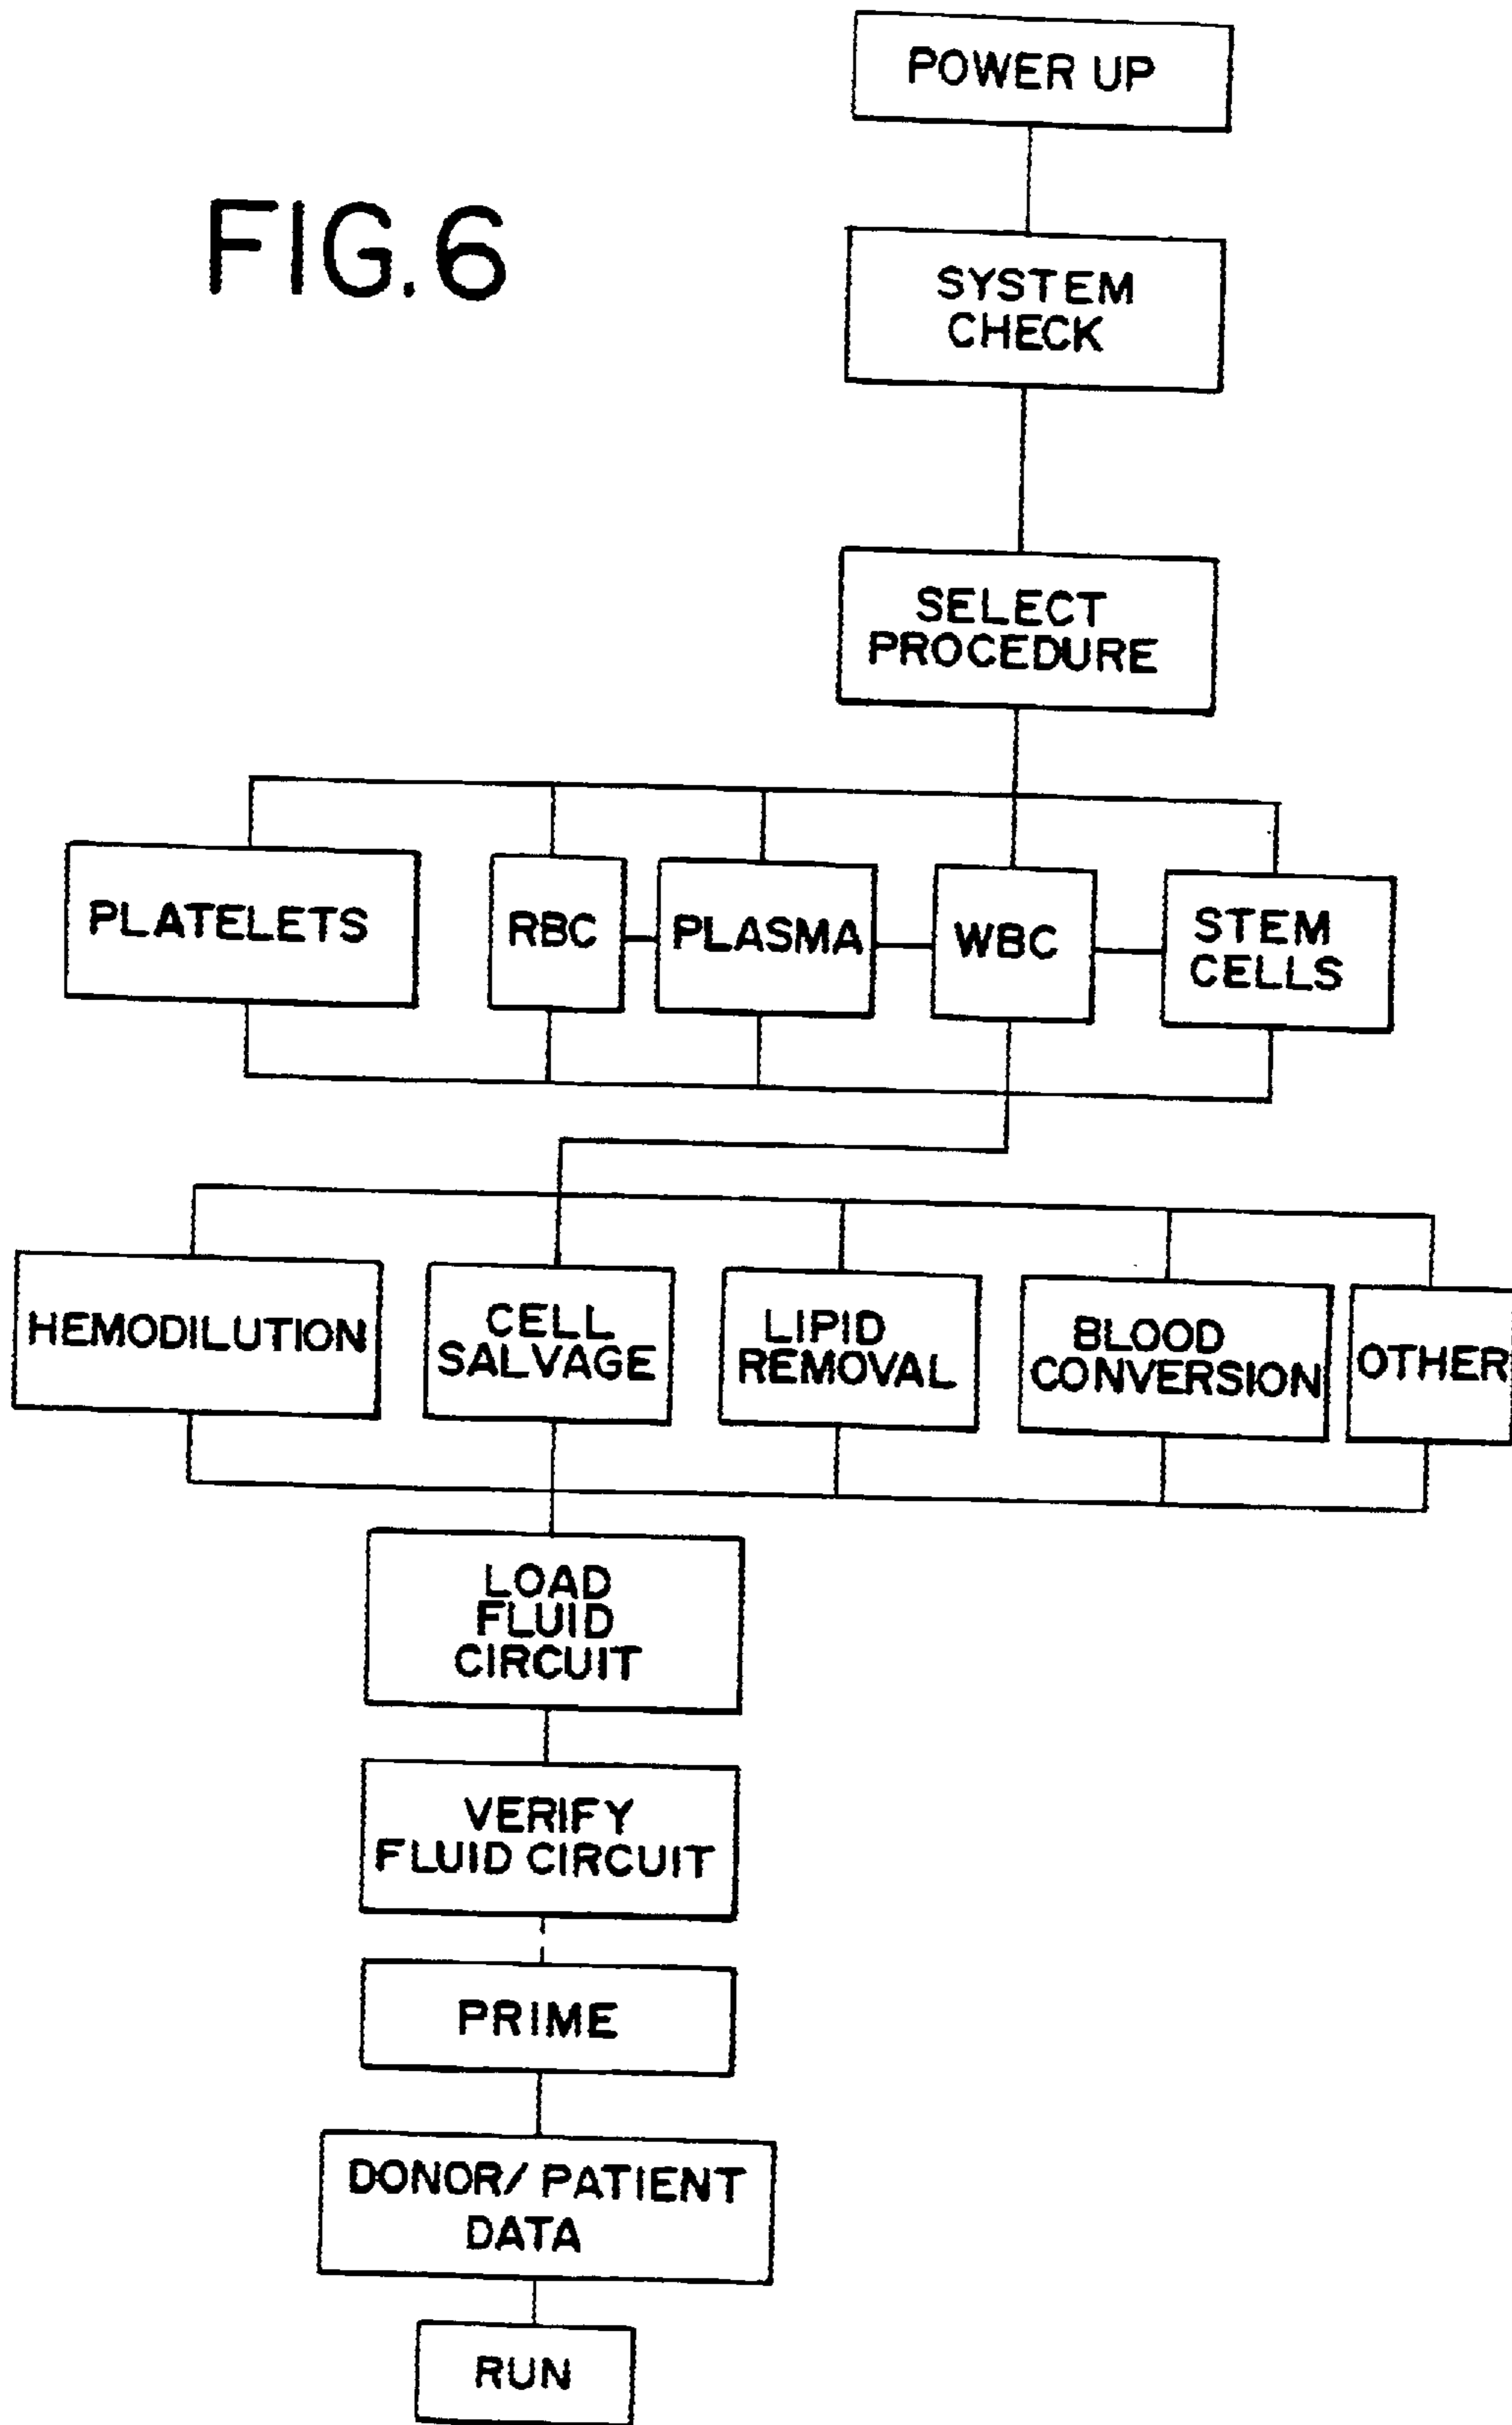 POWER UP
FIG.6
SYSTEM
CHECK
SELECT
PROCEDURE
PLATELETS
RBC
PLASMA
WBC
STEM
CELLS
HEMODILUTION
CELL
SALVAGE
LIPID
REMOVAL
BLOOD
CONVERSION
OTHER
LOAD
FLUID
CIRCUIT
VERIFY
FLUID CIRCUIT
PRIME
DONOR/ PATIENT
DATA
RUN